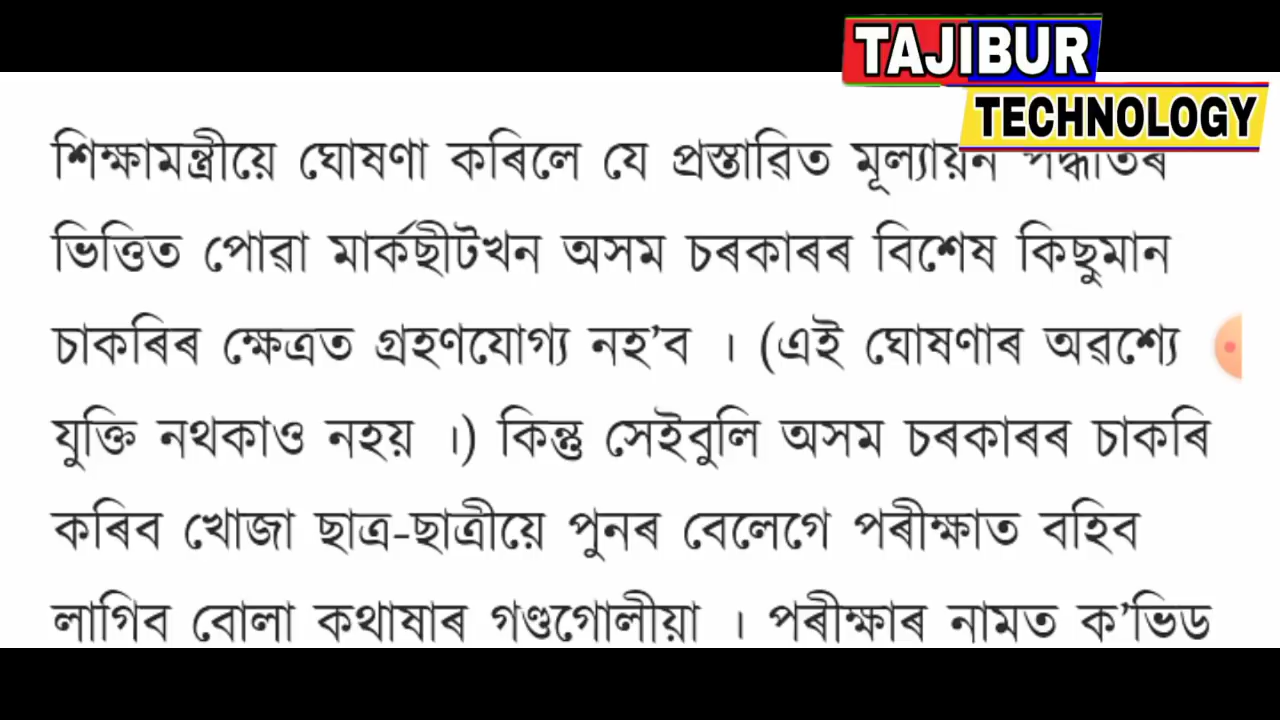 TAJIBUR
TECHNOLOGY
শিক্ষামন্ত্ৰীয়ে ঘোষণা কৰিলে যে প্ৰস্তাৱিত মূল্যায়ন পদ্ধতিৰ
ভিত্তিত পোৱা মাৰ্কছীটখন অসম চৰকাৰৰ বিশেষ কিছুমান
চাকৰিৰ ক্ষেত্ৰত গ্ৰহণযোগ্য নহ’ব । (এই ঘোষণাৰ অৱশ্যে
যুক্তি নথকাও নহয় ।) কিন্তু সেইবুলি অসম চৰকাৰৰ চাকৰি
কৰিব খোজা ছাত্ৰ-ছাত্ৰীয়ে পুনৰ বেলেগে পৰীক্ষাত বহিব
লাগিব বোলা কথাষাৰ গণ্ডগোলীয়া । পৰীক্ষাৰ নামত ক’ভিড